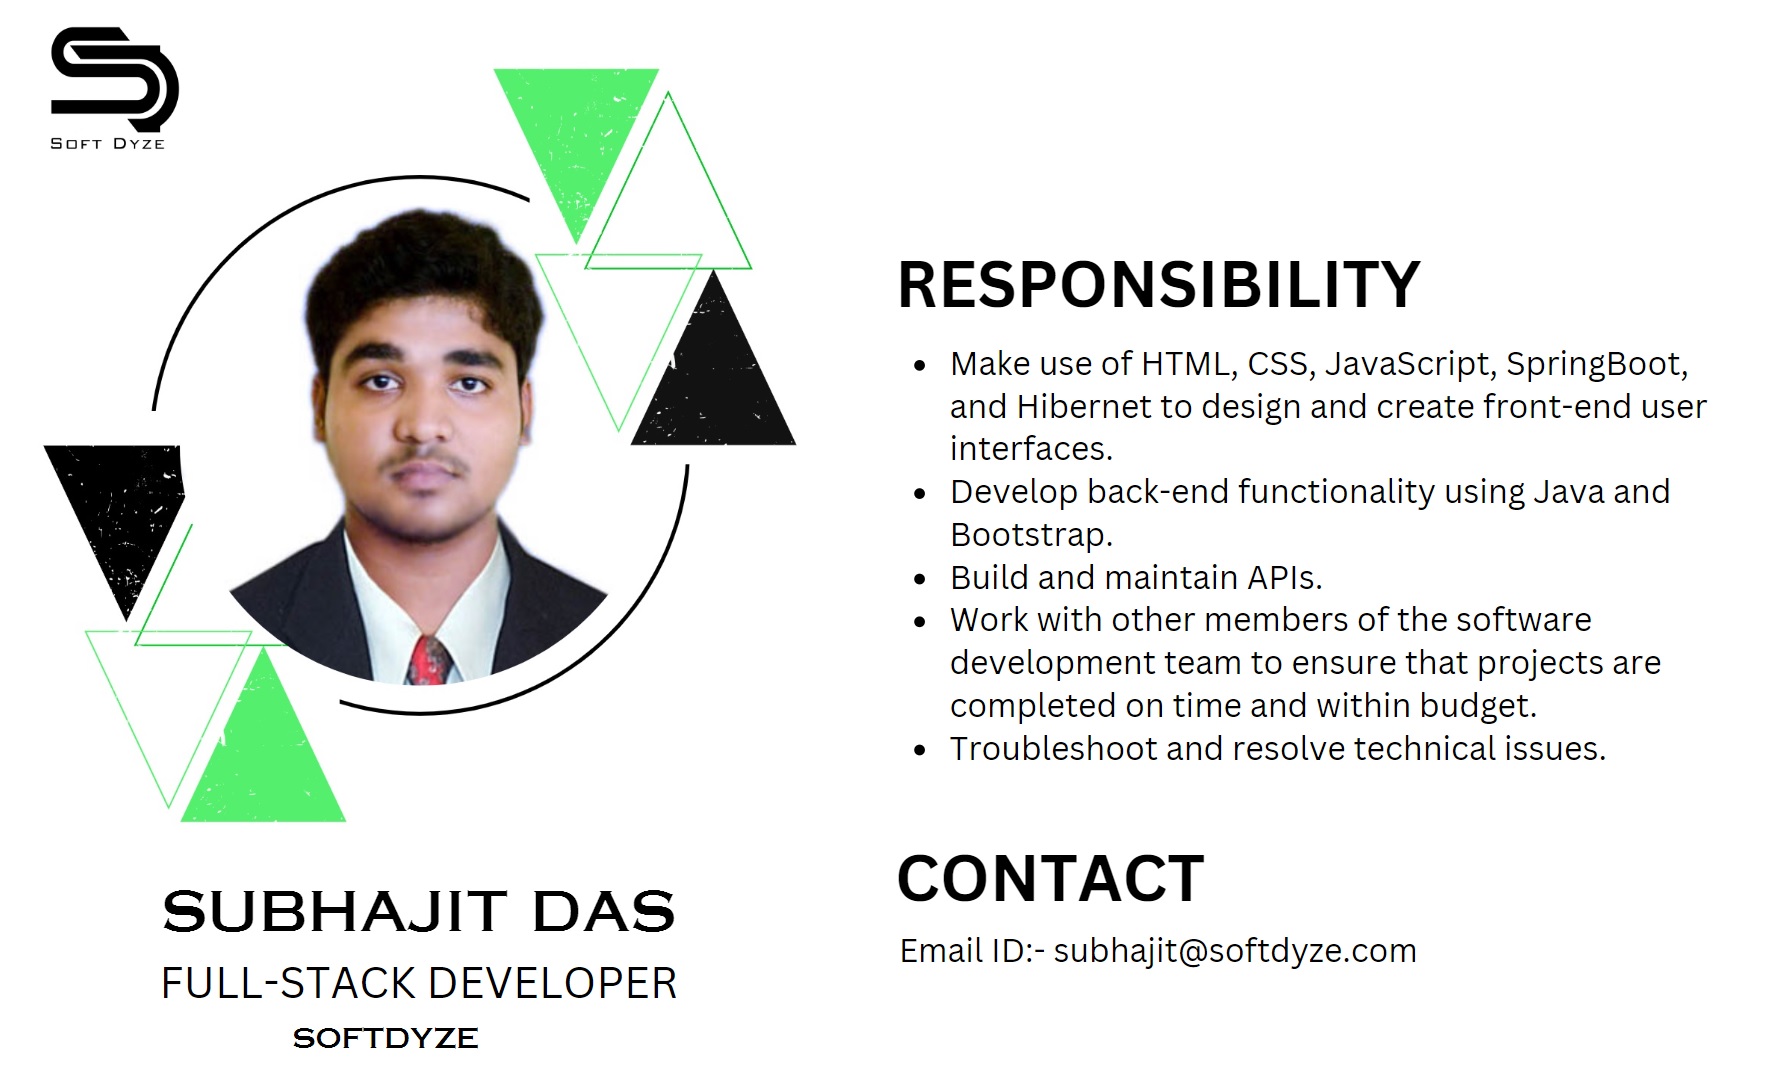 SOFT DYZE
RESPONSIBILITY
• Make use of HTML, CSS, JavaScript, SpringBoot,
and Hibernet to design and create front-end user
interfaces.
• Develop back-end functionality using Java and
Bootstrap.
• Build and maintain APIs.
• Work with other members of the software
development team to ensure that projects are
completed on time and within budget.
• Troubleshoot and resolve technical issues.
CONTACT
Email ID:- subhajit@softdyze.com
SUBHAJIT DAS
FULL-STACK DEVELOPER
SOFTDYZE